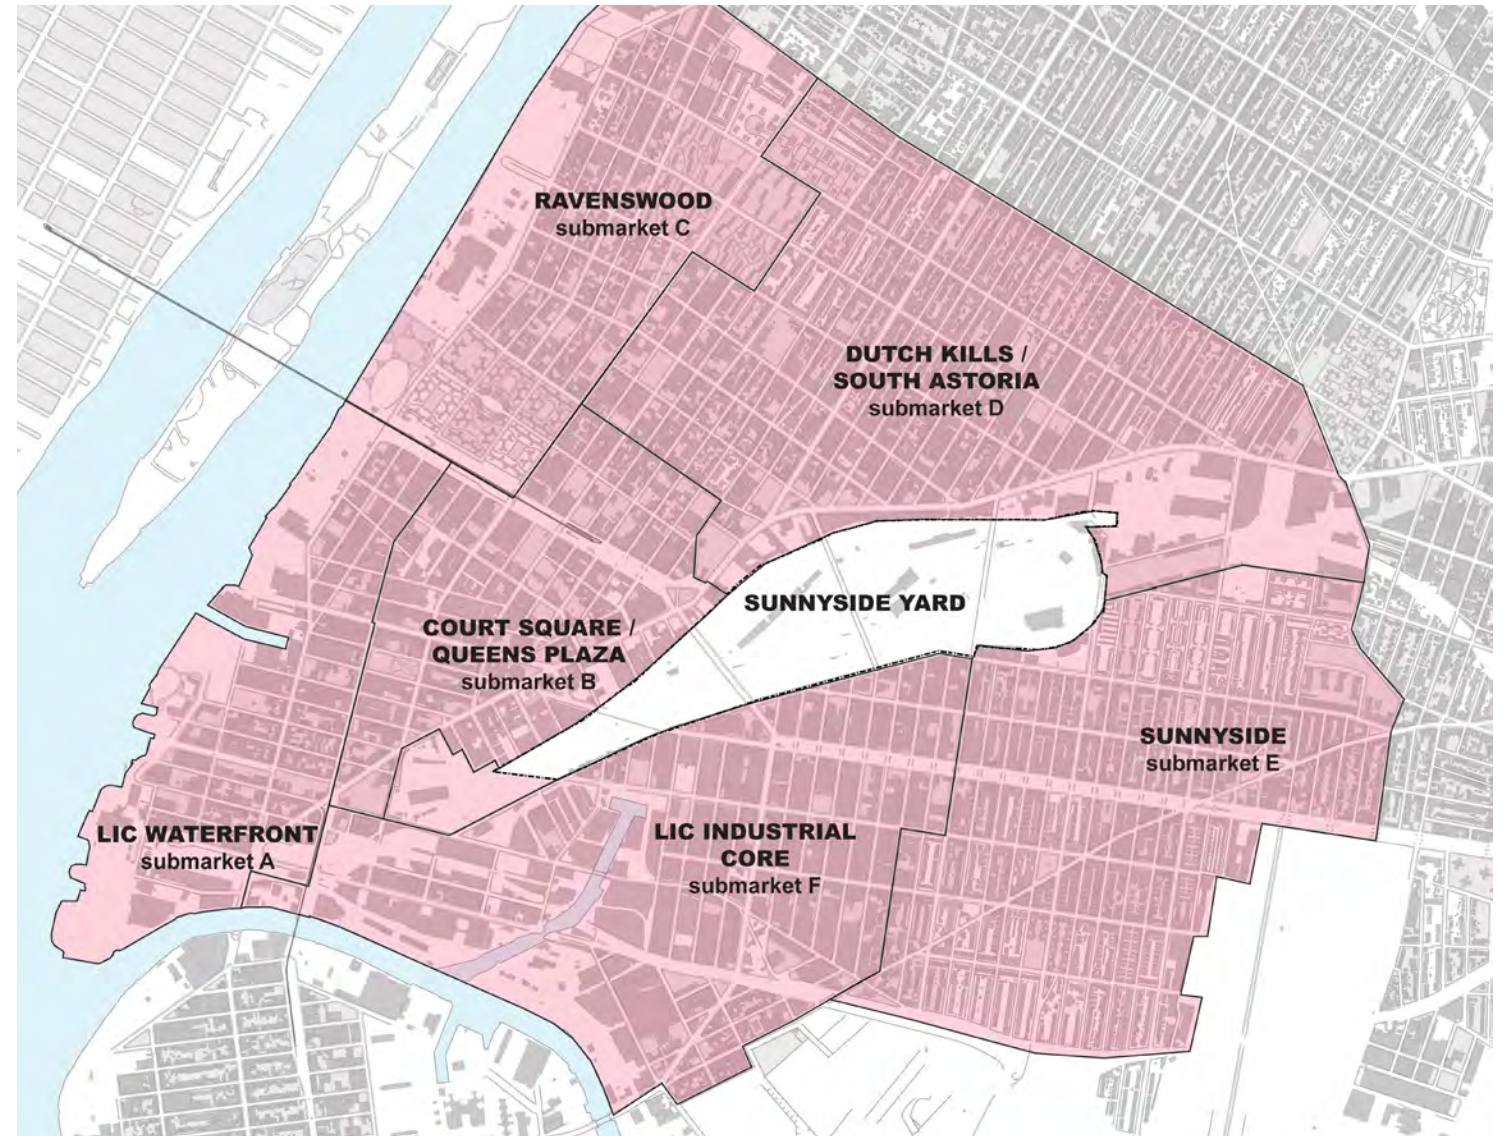 RAVENSWOOD
submarket C
DUTCH KILLS /
SOUTH ASTORIA
submarket D
SUNNYSIDE YARD
COURT SQUARE /
QUEENS PLAZA
submarket B
SUNNYSIDE
submarket E
LIC WATERFRONT
submarket A
LIC INDUSTRIAL
CORE
submarket F